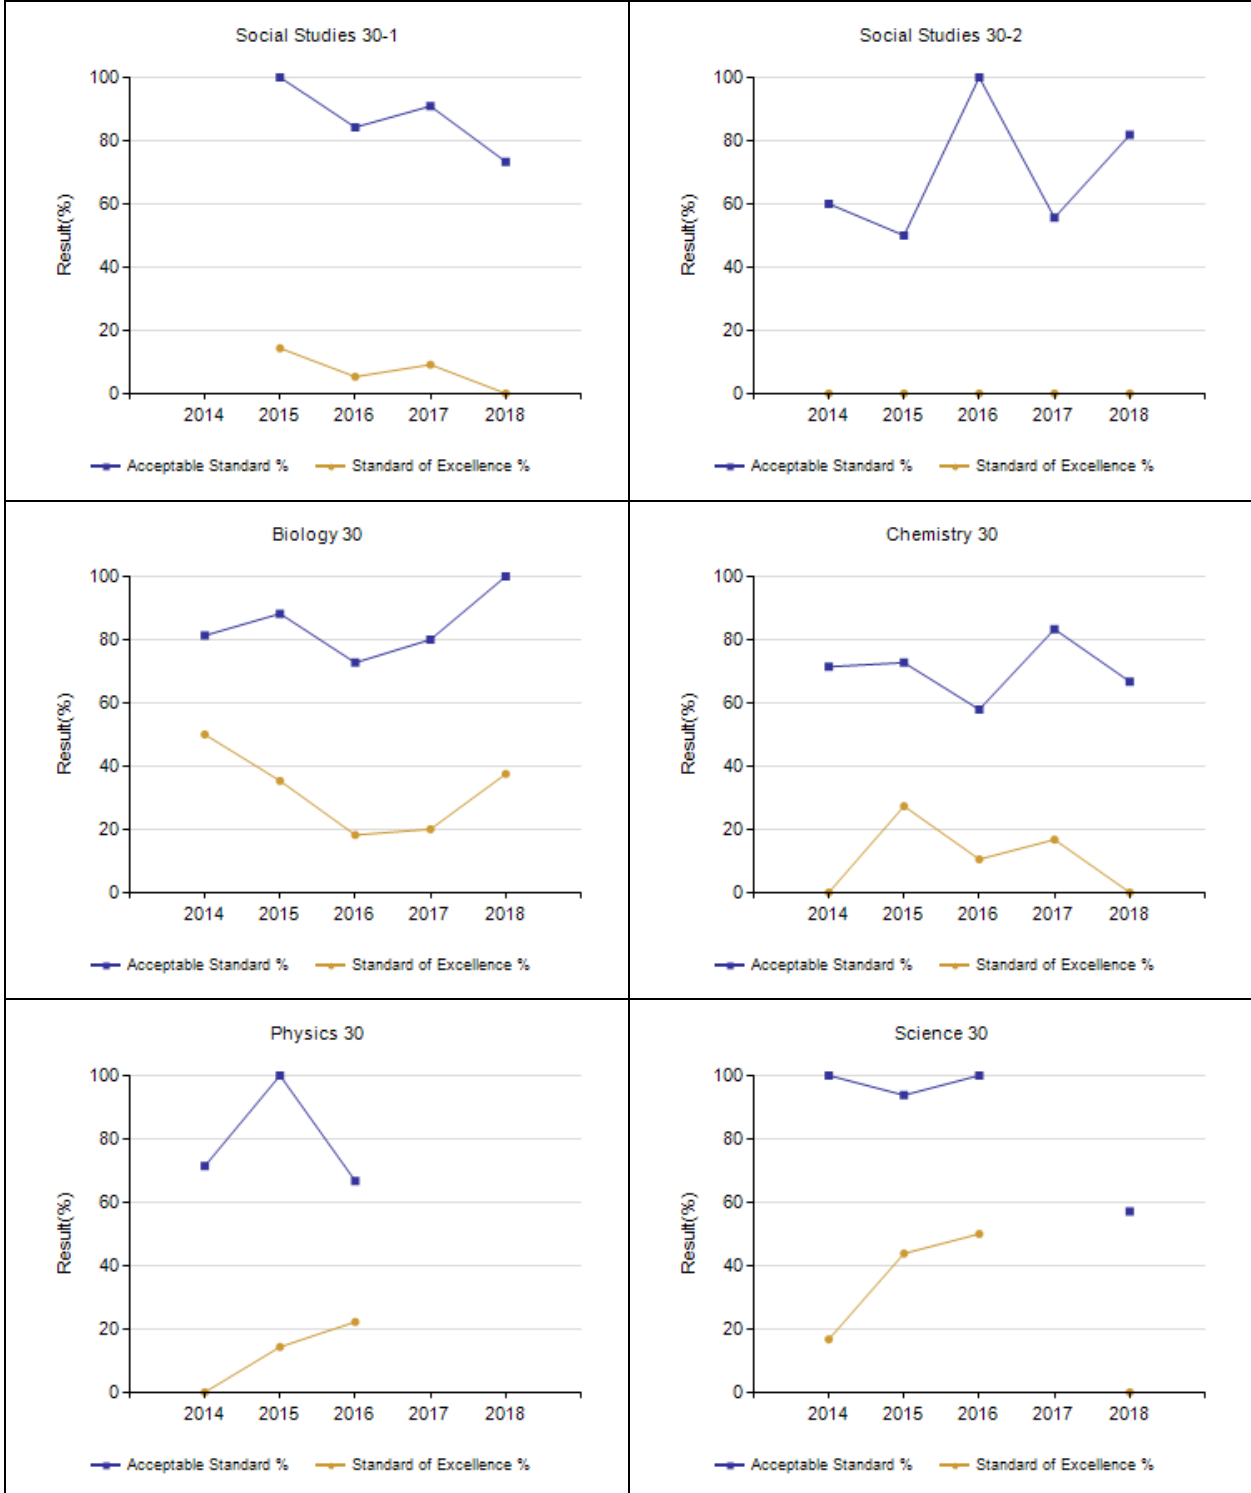 Social Studies 30-1
100
80
60
40
20
0
Result(%)
2014 2015 2016 2017 2018
Acceptable Standard % Standard of Excellence %
Social Studies 30-2
100
80
60
40
20
0
Result(%)
2014 2015 2016 2017 2018
Acceptable Standard % Standard of Excellence %
Biology 30
100
80
60
40
20
0
Result(%)
2014 2015 2016 2017 2018
Acceptable Standard % Standard of Excellence %
Chemistry 30
100
80
60
40
20
0
Result(%)
2014 2015 2016 2017 2018
Acceptable Standard % Standard of Excellence %
Physics 30
100
80
60
40
20
0
Result(%)
2014 2015 2016 2017 2018
Acceptable Standard % Standard of Excellence %
Science 30
100
80
60
40
20
0
Result(%)
2014 2015 2016 2017 2018
Acceptable Standard % Standard of Excellence %